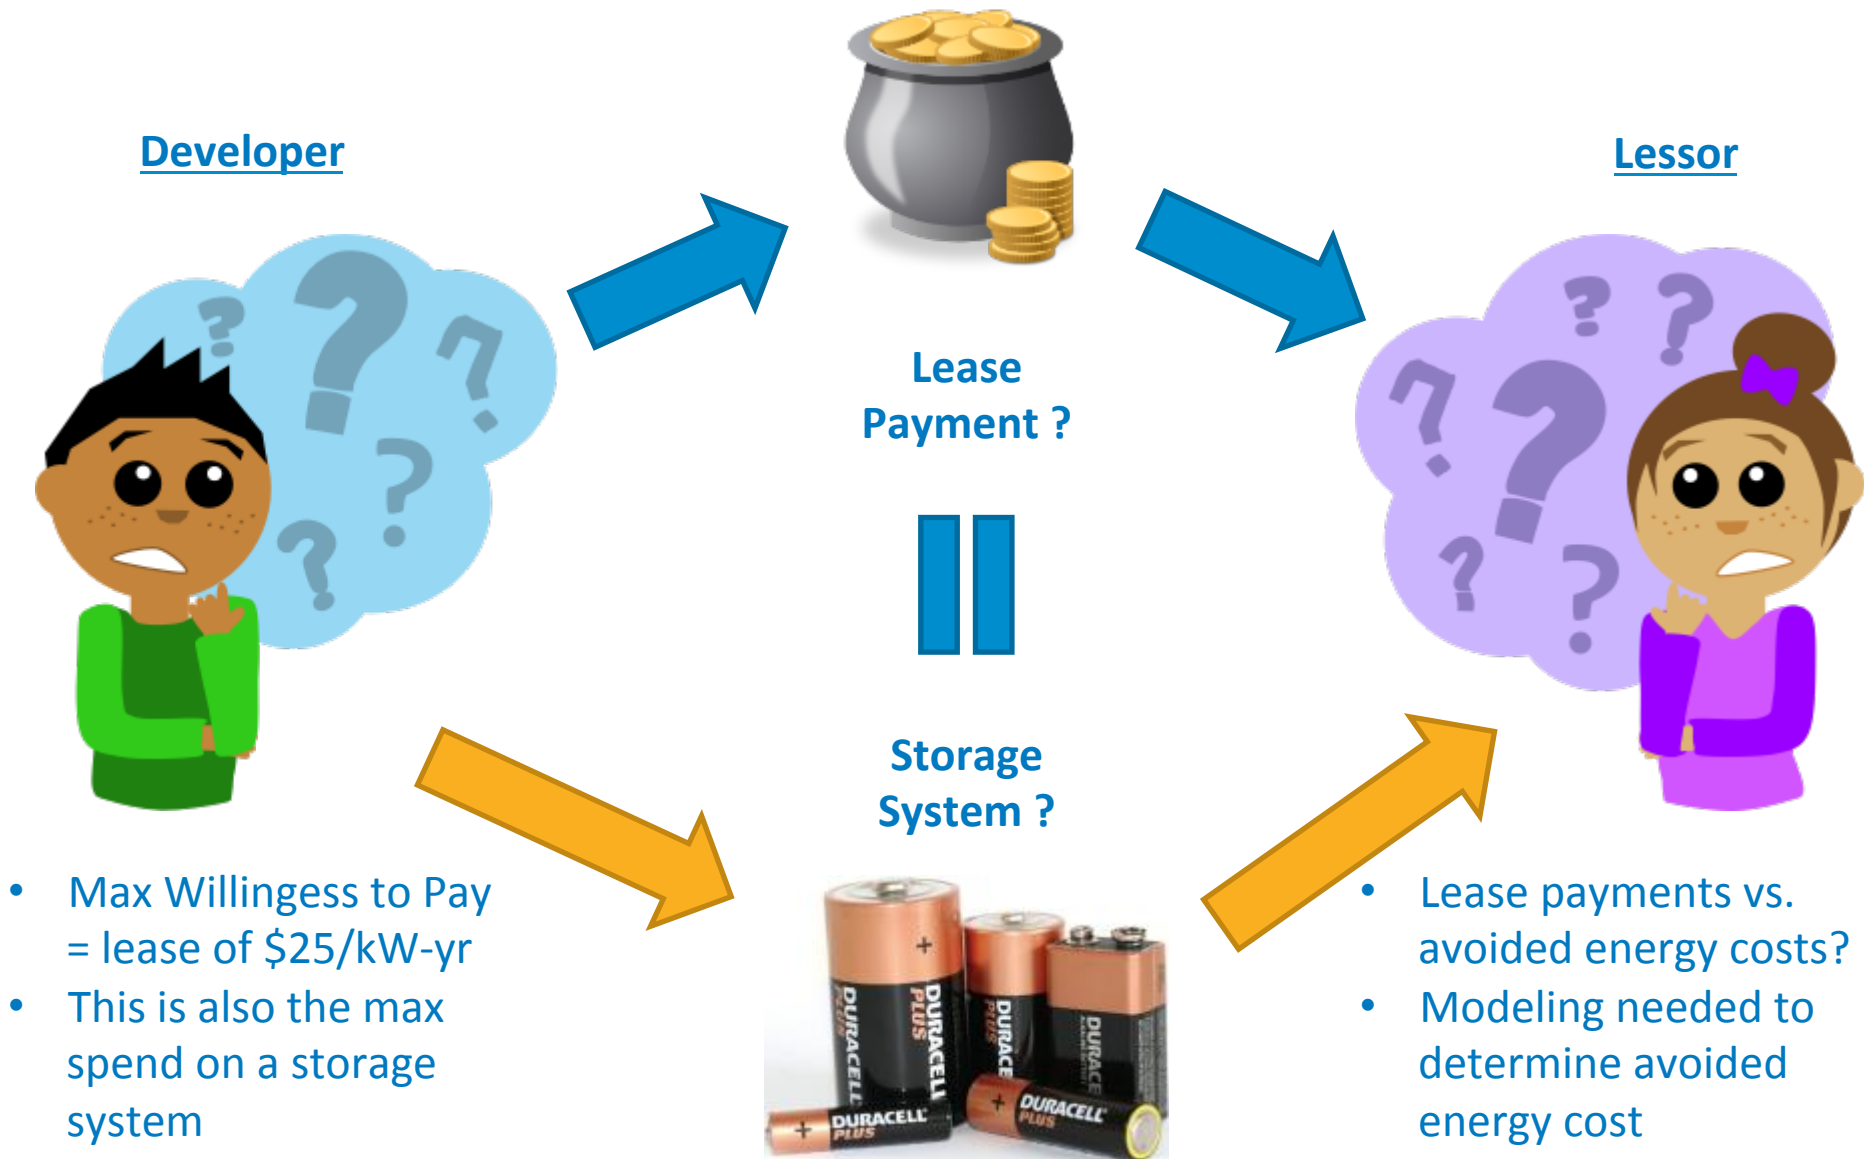 Developer
Lessor
Lease
Payment ?
Storage
System ?
• Max Willingess to Pay
= lease of $25/kW-yr
• This is also the max
spend on a storage
system
• Lease payments vs.
avoided energy costs?
• Modeling needed to
determine avoided
energy cost
DURACELL
PLUS
DURACELL
PLUS
DURACELL
PLUS
DURACELL
PLUS